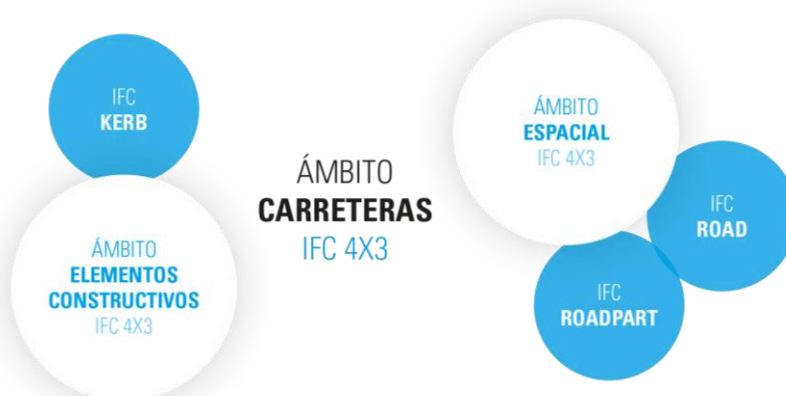 IFC
KERB
ÁMBITO
ELEMENTOS
CONSTRUCTIVOS
IFC 4X3
ÁMBITO
CARRETERAS
IFC 4X3
ÁMBITO
ESPACIAL
IFC 4X3
IFC
ROAD
IFC
ROADPART